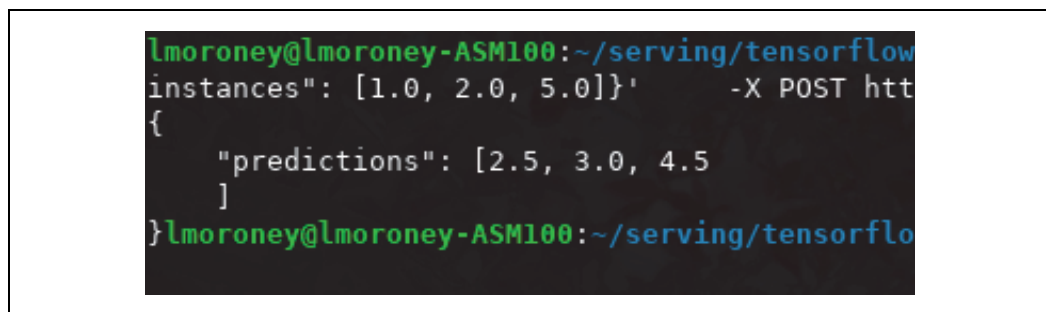 lmoroney@lmoroney-ASM100:~/serving/tensorflow
instances": [1.0, 2.0, 5.0]}'     -X POST htt
{
    "predictions": [2.5, 3.0, 4.5
    ]
}lmoroney@lmoroney-ASM100:~/serving/tensorflo